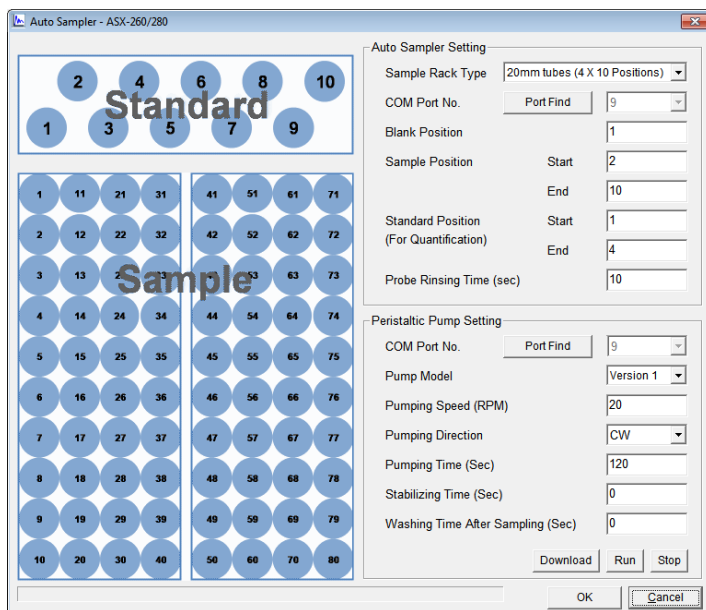 Auto Sampler - ASX-260/280
2 4 6 8 10
Standard
1 3 5 7 9
1 11 21 31 41 51 61 71
2 12 22 32 42 52 62 72
3 13 53 63 73
Sample
4 14 24 34 44 54 64 74
5 15 25 35 45 55 65 75
6 16 26 36 46 56 66 76
7 17 27 37 47 57 67 77
8 18 28 38 48 58 68 78
9 19 29 39 49 59 69 79
10 20 30 40 50 60 70 80
Auto Sampler Setting
Sample Rack Type 20mm tubes (4 X 10 Positions)
COM Port No. Port Find 9
Blank Position 1
Sample Position Start 2
End 10
Standard Position Start 1
(For Quantification) End 4
Probe Rinsing Time (sec) 10
Peristaltic Pump Setting
COM Port No. Port Find 9
Pump Model Version 1
Pumping Speed (RPM) 20
Pumping Direction CW
Pumping Time (Sec) 120
Stabilizing Time (Sec) 0
Washing Time After Sampling (Sec) 0
Download Run Stop
OK Cancel